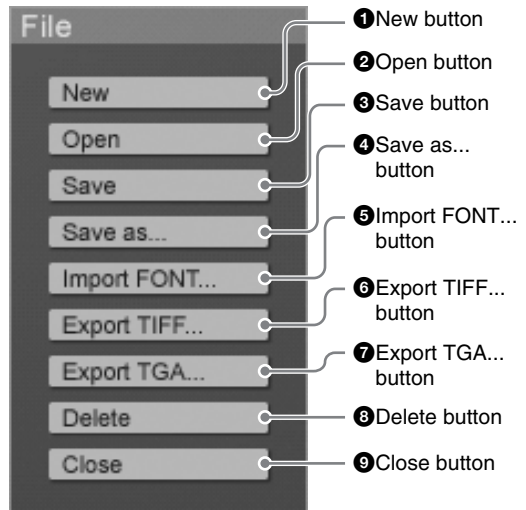 File
New
Open
Save
Save as...
Import FONT...
Export TIFF...
Export TGA...
Delete
Close
❶New button
❷Open button
❸Save button
❹Save as...
button
❺Import FONT...
button
❻Export TIFF...
button
❼Export TGA...
button
❽Delete button
❾Close button